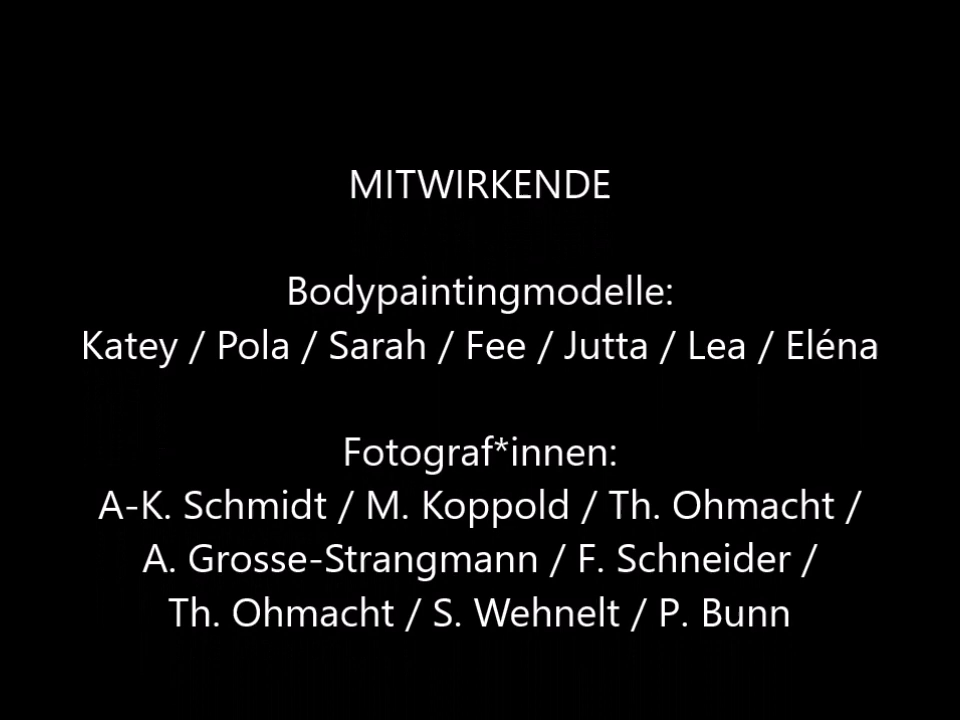 MITWIRKENDE
Bodypaintingmodelle:
Katey / Pola / Sarah / Fee / Jutta / Lea / Eléna
Fotograf*innen:
A-K. Schmidt / M. Koppold / Th. Ohmacht /
A. Grosse-Strangmann / F. Schneider /
Th. Ohmacht / S. Wehnelt / P. Bunn